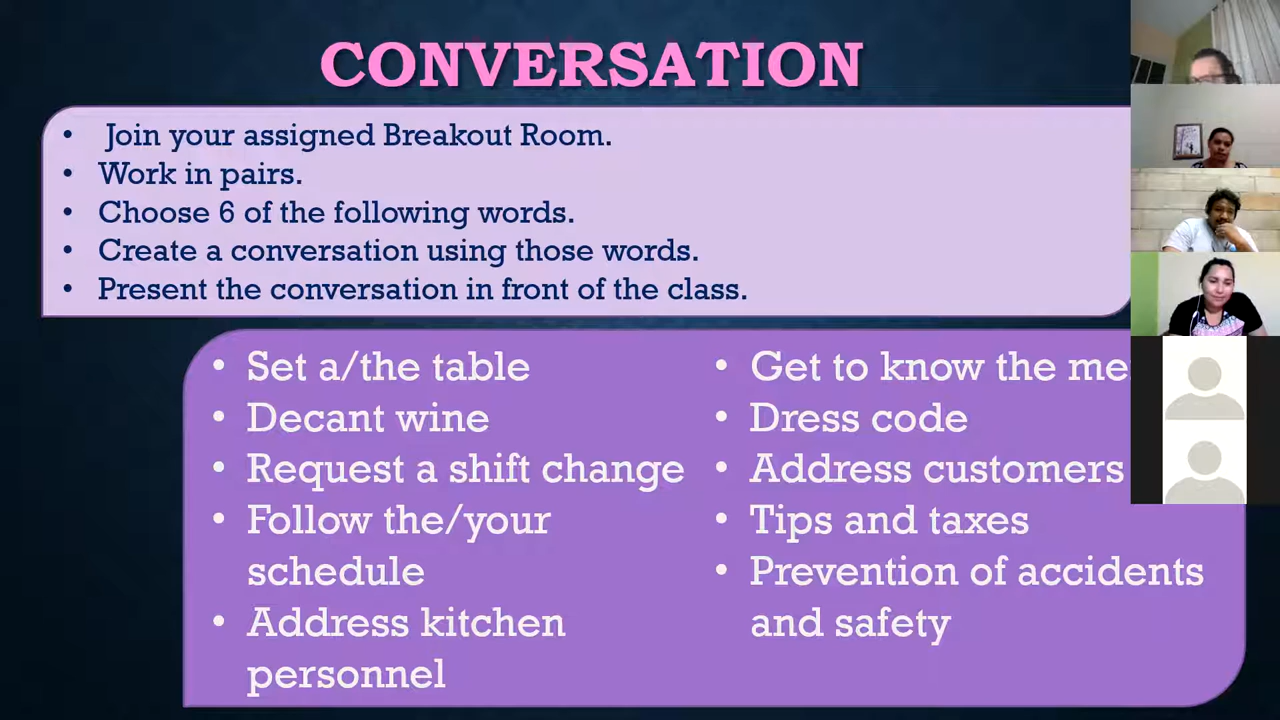 CONVERSATION
• Join your assigned Breakout Room.
• Work in pairs.
• Choose 6 of the following words.
• Create a conversation using those words.
• Present the conversation in front of the class.
• Set a/the table
• Decant wine
• Request a shift change
• Follow the/your
schedule
• Address kitchen
personnel
• Get to know the
• Dress code
• Address customers
• Tips and taxes
• Prevention of accidents
and safety